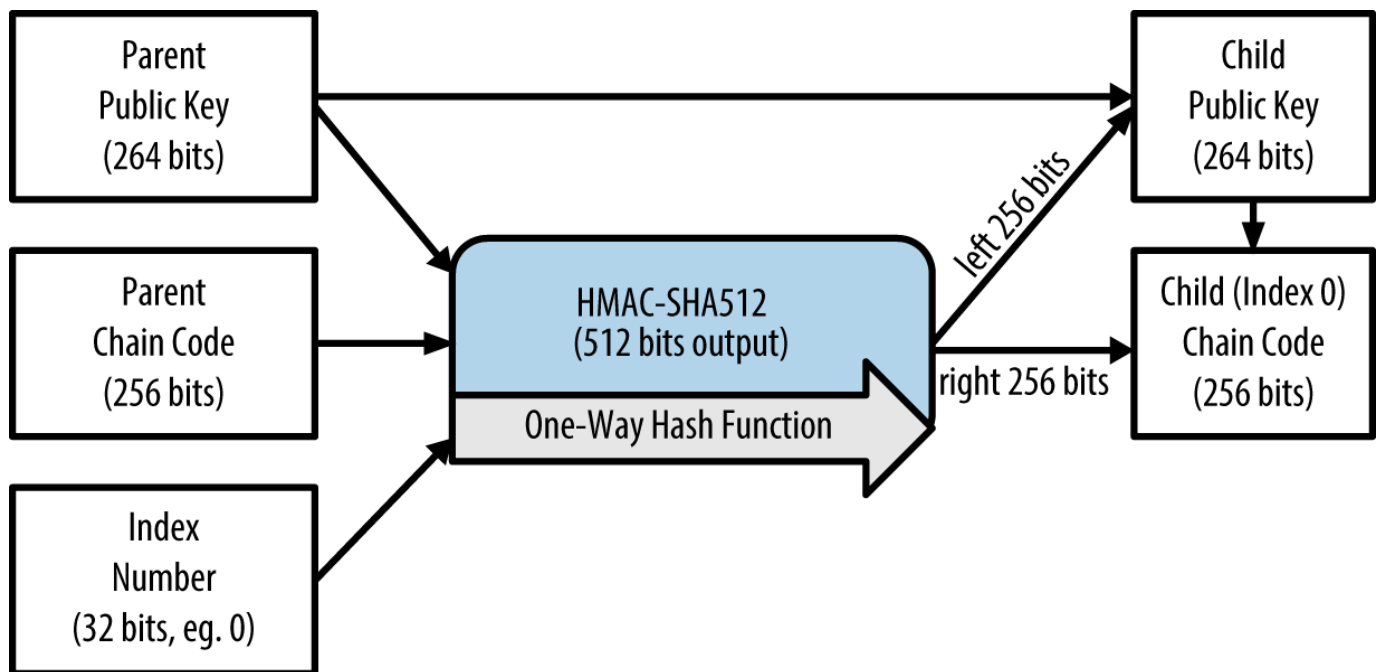 Parent
Public Key
(264 bits)
Child
Public Key
(264 bits)
left 256 bits
Parent
Chain Code
(256 bits)
HMAC-SHA512
(512 bits output)
One-Way Hash Function
right 256 bits
Child (Index 0)
Chain Code
(256 bits)
Index
Number
(32 bits, eg. 0)